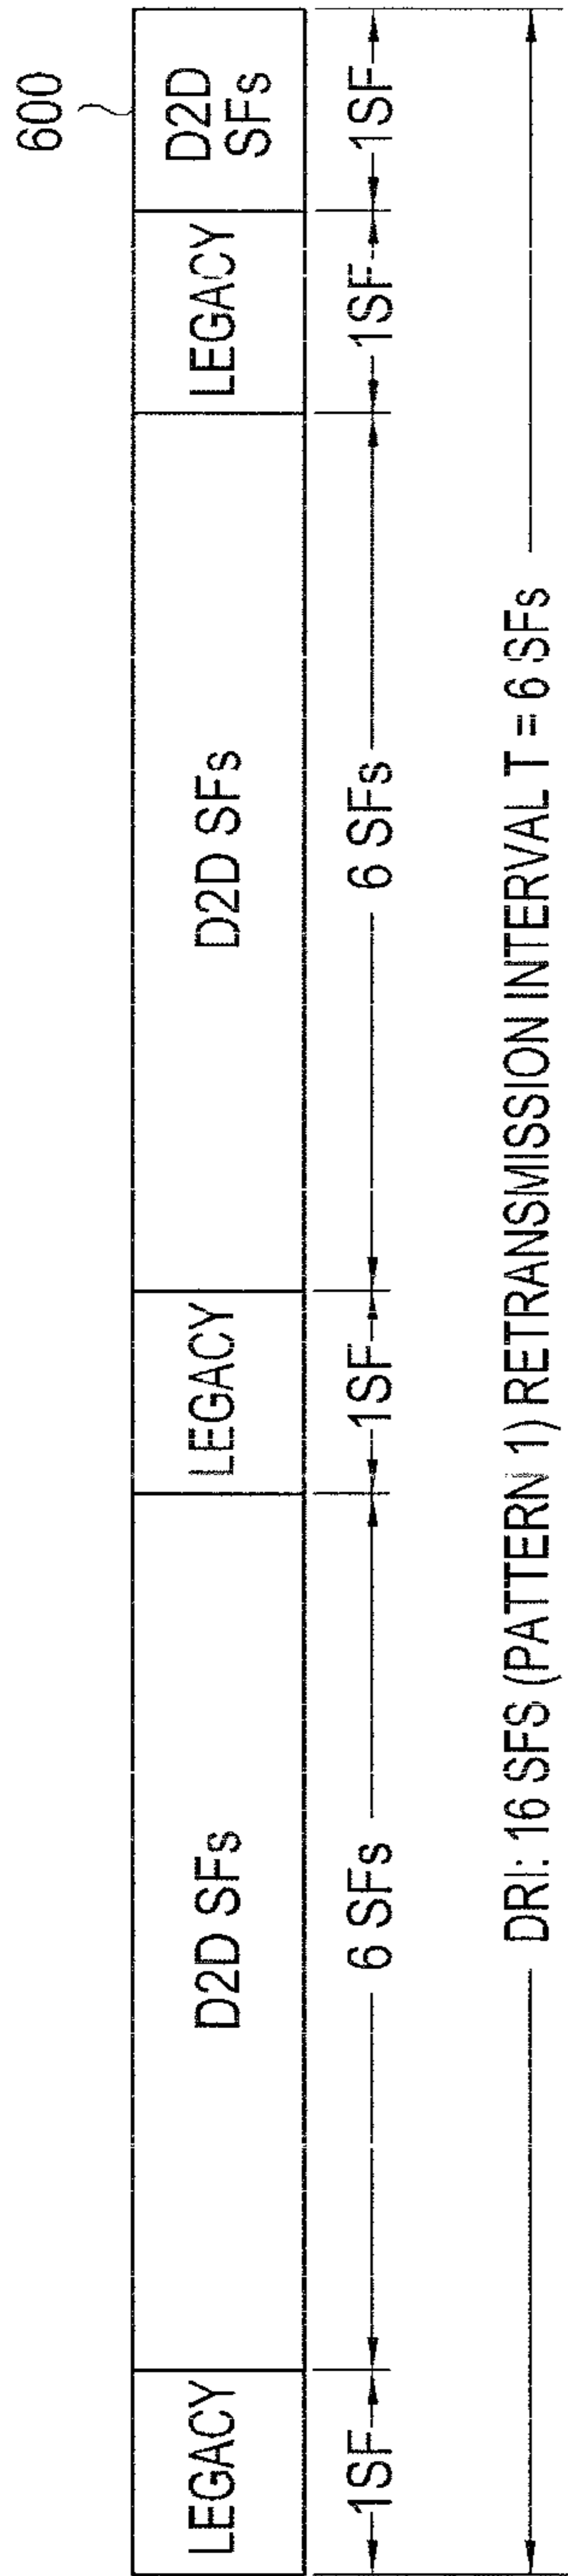 600
LEGACY
D2D SFs
LEGACY
D2D SFs
LEGACY
D2D
SFs
1SF
6 SFs
1SF
6 SFs
1SF
1SF
DRI: 16 SFS (PATTERN 1) RETRANSMISSION INTERVAL T = 6 SFs